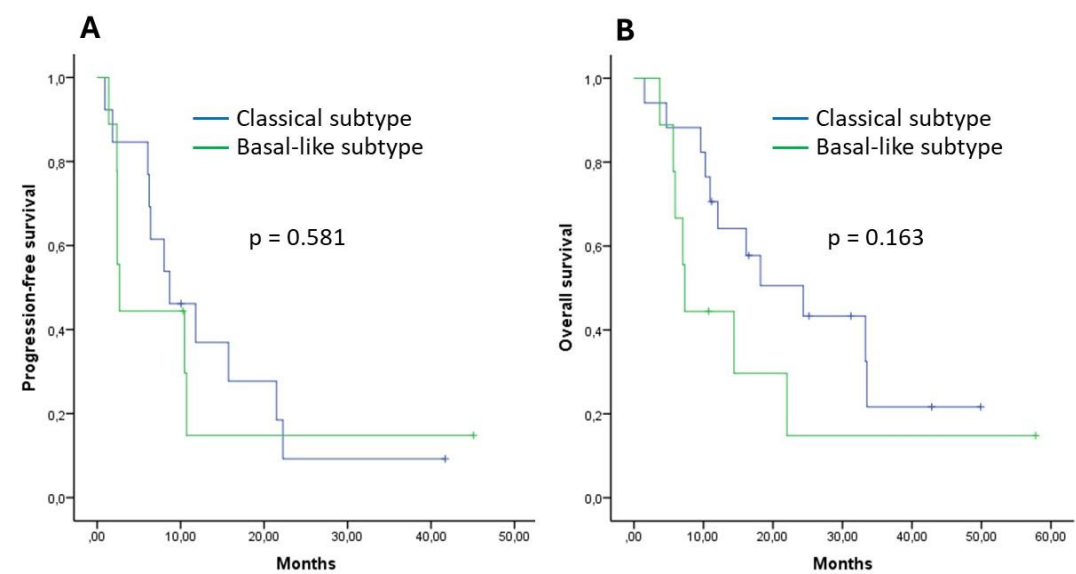 A
Progression-free survival
1,0
0,8
0,6
0,4
0,2
0,0
Classical subtype
Basal-like subtype
p = 0.581
,00 10,00 20,00 30,00 40,00 50,00
Months
B
Overall survival
1,0
0,8
0,6
0,4
0,2
0,0
Classical subtype
Basal-like subtype
p = 0.163
,00 10,00 20,00 30,00 40,00 50,00 60,00
Months